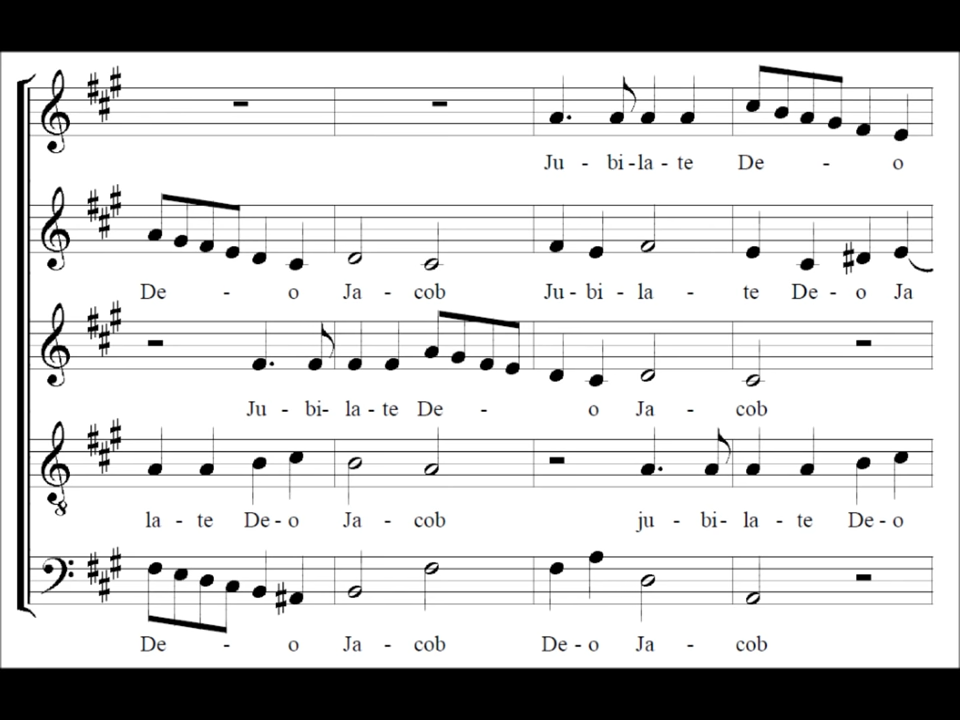 Ju - bi - la - te De - o
De - o Ja - cob Ju - bi - la - te De - o Ja
Ju - bi- la - te De - o Ja - cob
la - te De - o Ja - cob ju - bi- la - te De - o
8
De - o Ja - cob De - o Ja - cob